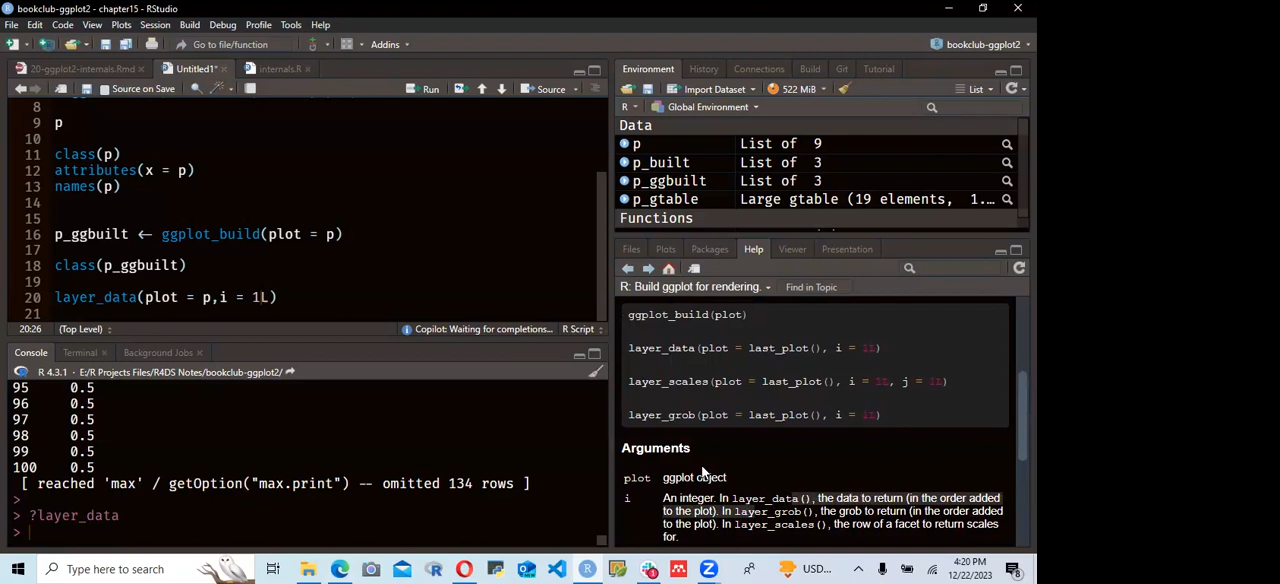 bookclub-ggplot2 - chapter15 - RStudio
File Edit Code View Plots Session Build Debug Profile Tools Help
Go to file/function Addins bookclub-ggplot2
20-ggplot2-internals.Rmd Untitled1* internals.R
Source on Save Run Source
8
9 p
10
11 class(p)
12 attributes(x = p)
13 names(p)
14
15
16 p_ggbuilt ← ggplot_build(plot = p)
17
18 class(p_ggbuilt)
19
20 layer_data(plot = p,i = 1L)
21
20:26 (Top Level) Copilot: Waiting for completions... R Script
Console Terminal Background Jobs
R 4.3.1 · E:/R Projects Files/R4DS Notes/bookclub-ggplot2/
95 0.5
96 0.5
97 0.5
98 0.5
99 0.5
100 0.5
[ reached 'max' / getOption("max.print") -- omitted 134 rows ]
>
> ?layer_data
>
Environment History Connections Build Git Tutorial
Import Dataset 522 MiB List
R Global Environment
Data
p List of 9
p_built List of 3
p_ggbuilt List of 3
p_gtable Large gtable (19 elements, 1.…
Functions
Files Plots Packages Help Viewer Presentation
R: Build ggplot for rendering. Find in Topic
ggplot_build(plot)
layer_data(plot = last_plot(), i = 1L)
layer_scales(plot = last_plot(), i = 1L, j = 1L)
layer_grob(plot = last_plot(), i = 1L)
Arguments
plot ggplot object
i An integer. In layer_data(), the data to return (in the order added
to the plot). In layer_grob(), the grob to return (in the order added
to the plot). In layer_scales(), the row of a facet to return scales
for.
Type here to search USD... 4:20 PM
12/22/2023 8